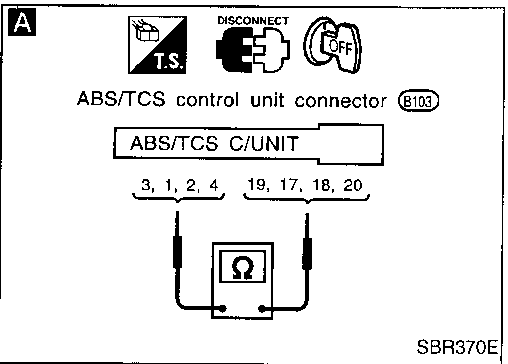 A
DISCONNECT
T.S.
OFF
ABS/TCS control unit connector B103
ABS/TCS C/UNIT
3, 1, 2, 4 19, 17, 18, 20
Ω
SBR370E